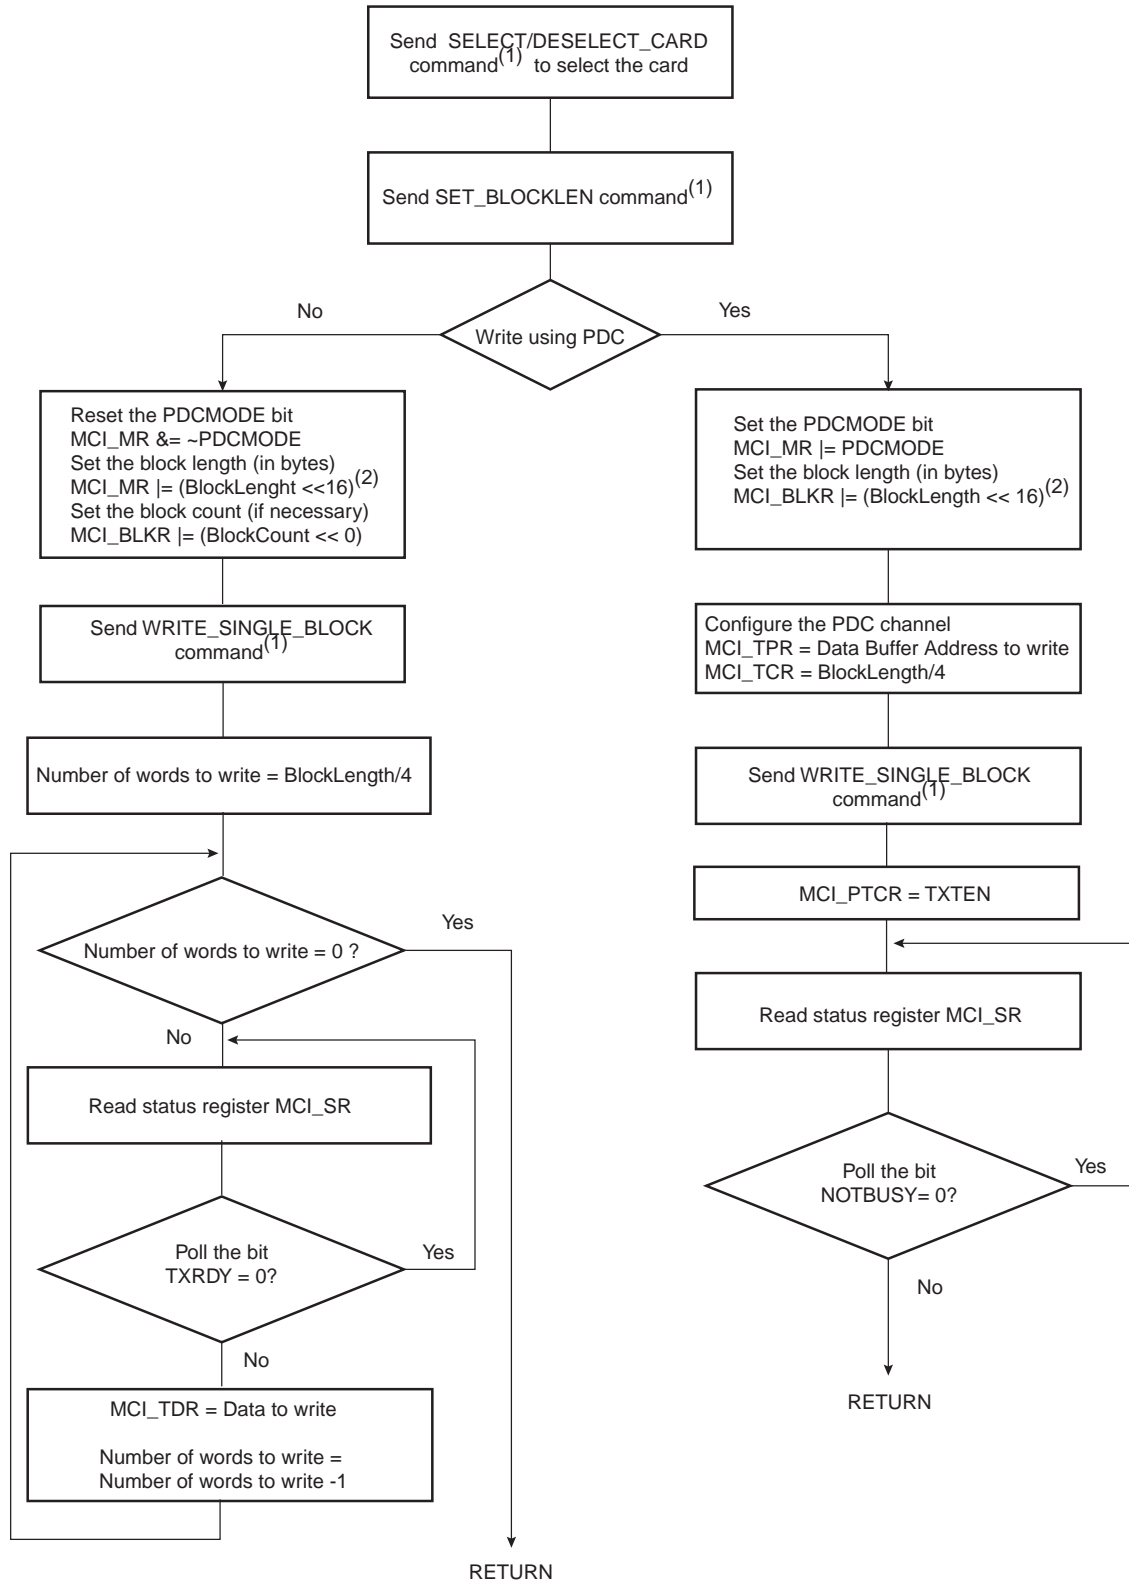 Send SELECT/DESELECT_CARD
command(1) to select the card
Send SET_BLOCKLEN command(1)
No
Yes
Write using PDC
Reset the PDCMODE bit
MCI_MR &= ~PDCMODE
Set the block length (in bytes)
MCI_MR |= (BlockLenght <<16)(2)
Set the block count (if necessary)
MCI_BLKR |= (BlockCount << 0)
Send WRITE_SINGLE_BLOCK
command(1)
Number of words to write = BlockLength/4
Number of words to write = 0 ?
Yes
No
Read status register MCI_SR
Poll the bit
TXRDY = 0?
Yes
No
MCI_TDR = Data to write
Number of words to write =
Number of words to write -1
RETURN
Set the PDCMODE bit
MCI_MR |= PDCMODE
Set the block length (in bytes)
MCI_BLKR |= (BlockLength << 16)(2)
Configure the PDC channel
MCI_TPR = Data Buffer Address to write
MCI_TCR = BlockLength/4
Send WRITE_SINGLE_BLOCK
command(1)
MCI_PTCR = TXTEN
Read status register MCI_SR
Poll the bit
NOTBUSY= 0?
Yes
No
RETURN